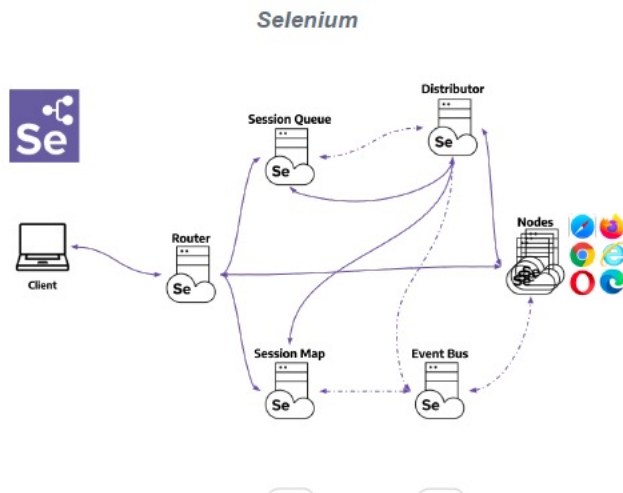 Selenium
Distributor
Se
Session Queue
Se
Se
Nodes
Se
Router
Se
Client
Session Map
Se
Event Bus
Se